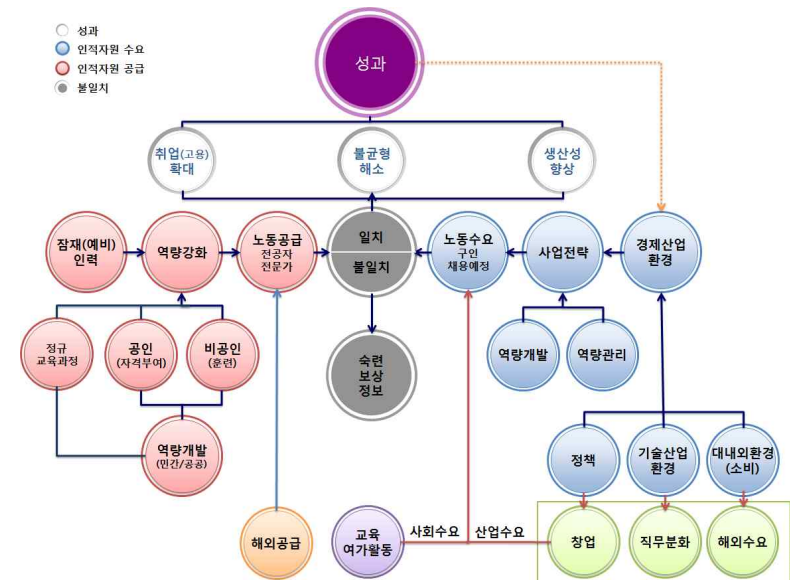 성과
인적자원 수요
인적자원 공급
불일치
성과
취업(고용)
확대
불균형
해소
생산성
향상
잠재(예비)
인력
역량강화
노동공급
전공자
전문가
일치
불일치
노동수요
구인
채용예정
사업전략
경제산업
환경
정규
교육과정
공인
(자격부여)
비공인
(훈련)
숙련
보상
정보
역량개발
역량관리
역량개발
(민간/공공)
정책
기술산업
환경
대내외환경
(소비)
해외공급
교육
여가활동
사회수요
산업수요
창업
직무분화
해외수요